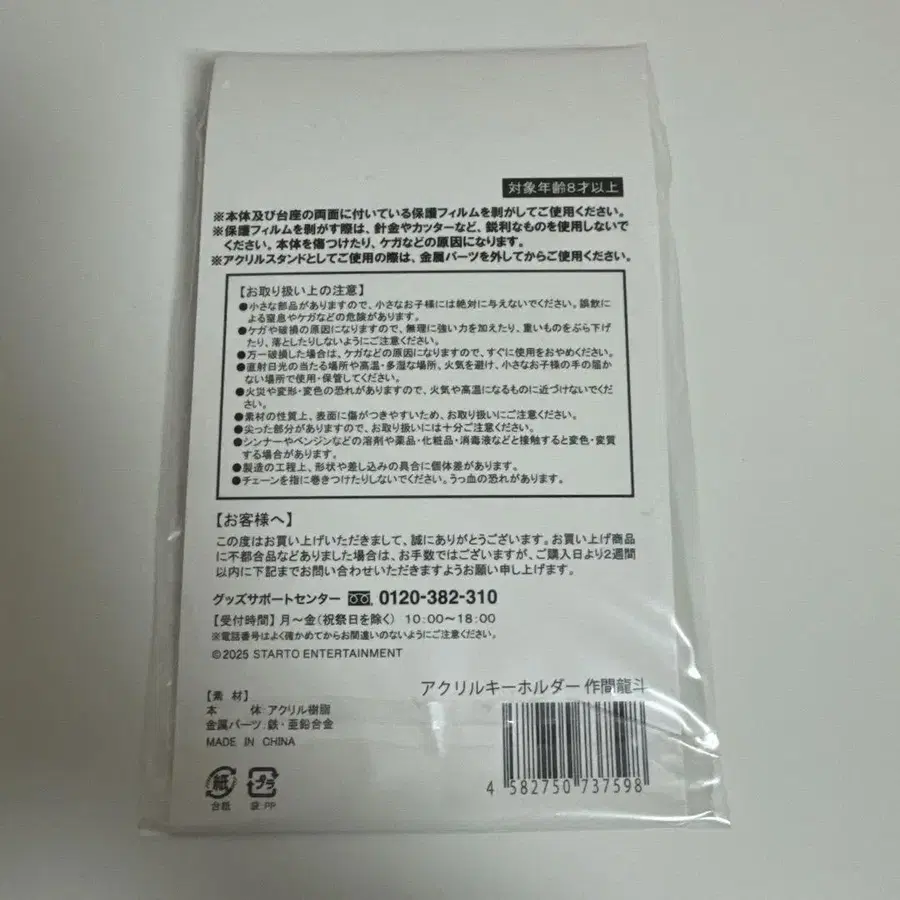 対象年齢8才以上
※本体及び台座の両面に付いている保護フィルムを剥がしてご使用ください。
※保護フィルムを剥がす際は、針金やカッターなど、鋭利なものを使用しないで
ください。本体を傷つけたり、ケガなどの原因になります。
※アクリルスタンドとしてご使用の際は、金属パーツを外してからご使用ください。
【お取り扱い上の注意】
●小さな部品がありますので、小さなお子様には絶対に与えないでください。誤飲
による窒息やケガなどの危険があります。
●ケガや破損の原因になりますので、無理に強い力を加えたり、重いものをぶら下げ
たり、落としたりしないようにご注意ください。
●万一破損した場合は、ケガなどの原因になりますので、すぐに使用をおやめください。
●直射日光の当たる場所や高温・多湿な場所、火気を避け、小さなお子様の手の届か
ない場所で使用・保管してください。
●火災や変形・変色の恐れがありますので、火気や高温になるものに近づけないでくだ
さい。
●素材の性質上、表面に傷がつきやすいため、お取り扱いにご注意ください。
●尖った部分がありますので、お取り扱いには十分ご注意ください。
●シンナーやベンジンなどの溶剤や薬品・化粧品・消毒液などと接触すると変色・変質
する場合があります。
●製造の工程上、形状や差し込みの具合に個体差があります。
●チェーンを指に巻きつけたりしないでください。うっ血の恐れがあります。
【お客様へ】
この度はお買い上げいただきまして、誠にありがとうございます。お買い上げ商品
に不都合品などありました場合は、お手数ではございますが、ご購入日より2週間
以内に下記までお問い合わせいただきますようお願い申し上げます。
グッズサポートセンター 0120-382-310
【受付時間】月～金（祝祭日を除く） 10:00～18:00
※電話番号はよく確かめてからお間違いのないようにご注意ください。
©2025 STARTO ENTERTAINMENT
アクリルキーホルダー 作間龍斗
【素 材】
本 体：アクリル樹脂
金属パーツ：鉄・亜鉛合金
MADE IN CHINA
紙 プラ
台紙 袋:PP
4 582750 737598